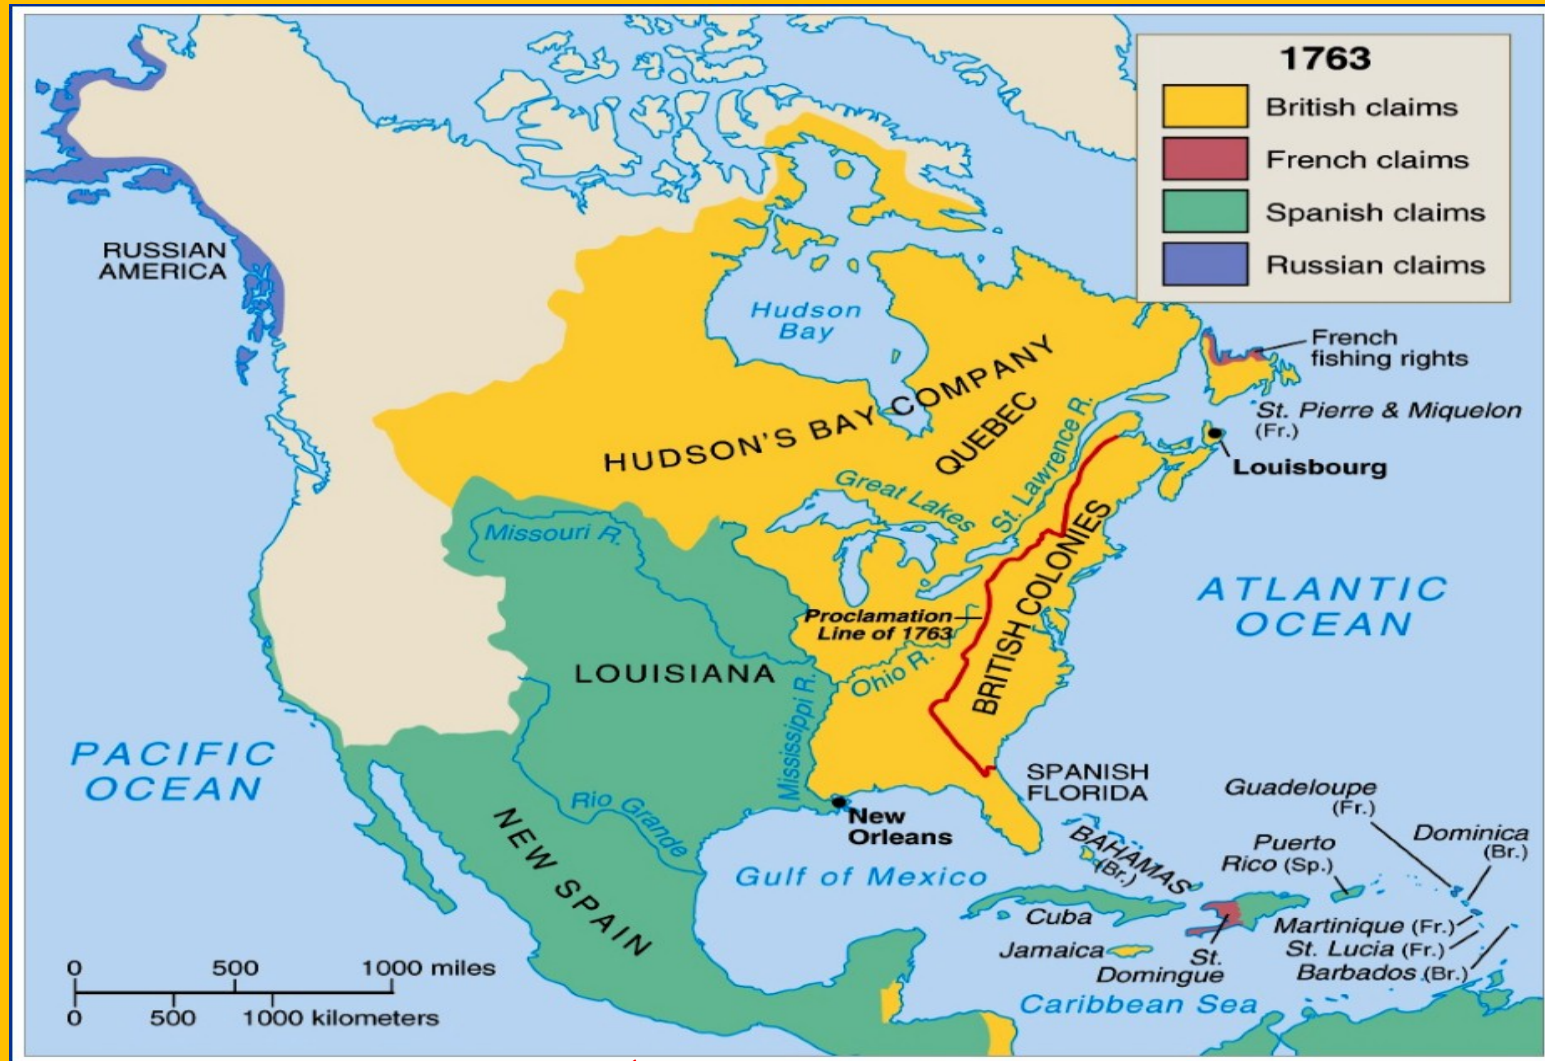 1763
British claims
French claims
Spanish claims
Russian claims
RUSSIAN
AMERICA
Hudson
Bay
French
fishing rights
HUDSON'S BAY COMPANY
QUEBEC
St. Lawrence R.
St. Pierre & Miquelon
(Fr.)
Louisbourg
Great Lakes
Missouri R.
BRITISH COLONIES
ATLANTIC
OCEAN
Proclamation
Line of 1763
Ohio R.
LOUISIANA
Mississippi R.
PACIFIC
OCEAN
SPANISH
FLORIDA
New
Orleans
Rio Grande
NEW SPAIN
Gulf of Mexico
BAHAMAS
(Br.)
Guadeloupe
(Fr.)
Dominica
(Br.)
Puerto
Rico (Sp.)
Cuba
Jamaica
St.
Domingue
Martinique (Fr.)
St. Lucia (Fr.)
Barbados (Br.)
Caribbean Sea
0 500 1000 miles
0 500 1000 kilometers